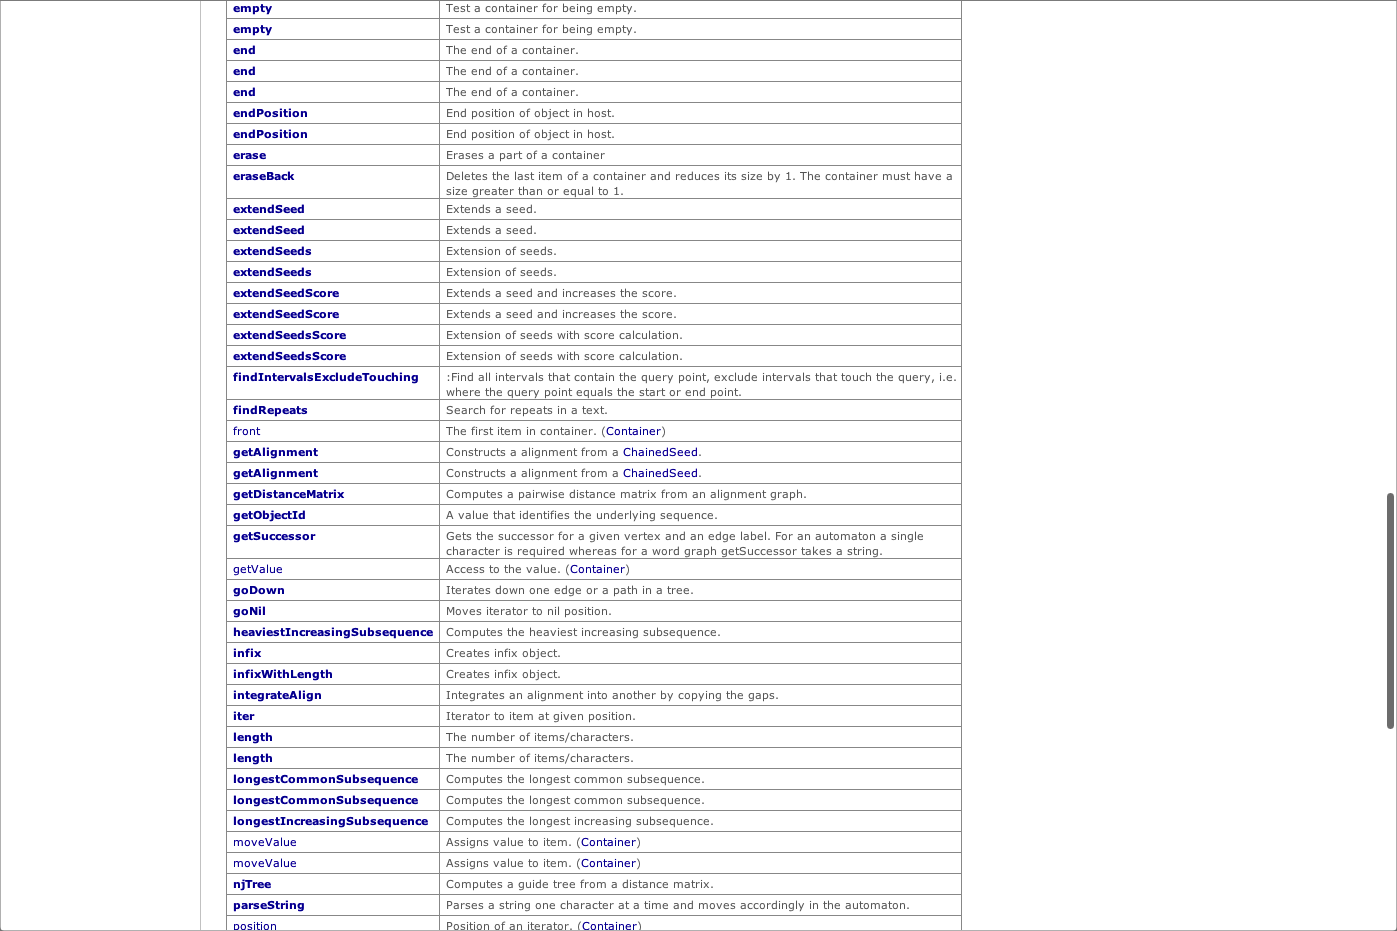 empty Test a container for being empty.
empty Test a container for being empty.
end The end of a container.
end The end of a container.
end The end of a container.
endPosition End position of object in host.
endPosition End position of object in host.
erase Erases a part of a container
eraseBack Deletes the last item of a container and reduces its size by 1. The container must have a
size greater than or equal to 1.
extendSeed Extends a seed.
extendSeed Extends a seed.
extendSeeds Extension of seeds.
extendSeeds Extension of seeds.
extendSeedScore Extends a seed and increases the score.
extendSeedScore Extends a seed and increases the score.
extendSeedsScore Extension of seeds with score calculation.
extendSeedsScore Extension of seeds with score calculation.
findIntervalsExcludeTouching :Find all intervals that contain the query point, exclude intervals that touch the query, i.e.
where the query point equals the start or end point.
findRepeats Search for repeats in a text.
front The first item in container. (Container)
getAlignment Constructs a alignment from a ChainedSeed.
getAlignment Constructs a alignment from a ChainedSeed.
getDistanceMatrix Computes a pairwise distance matrix from an alignment graph.
getObjectId A value that identifies the underlying sequence.
getSuccessor Gets the successor for a given vertex and an edge label. For an automaton a single
character is required whereas for a word graph getSuccessor takes a string.
getValue Access to the value. (Container)
goDown Iterates down one edge or a path in a tree.
goNil Moves iterator to nil position.
heaviestIncreasingSubsequence Computes the heaviest increasing subsequence.
infix Creates infix object.
infixWithLength Creates infix object.
integrateAlign Integrates an alignment into another by copying the gaps.
iter Iterator to item at given position.
length The number of items/characters.
length The number of items/characters.
longestCommonSubsequence Computes the longest common subsequence.
longestCommonSubsequence Computes the longest common subsequence.
longestIncreasingSubsequence Computes the longest increasing subsequence.
moveValue Assigns value to item. (Container)
moveValue Assigns value to item. (Container)
njTree Computes a guide tree from a distance matrix.
parseString Parses a string one character at a time and moves accordingly in the automaton.
position Position of an iterator. (Container)